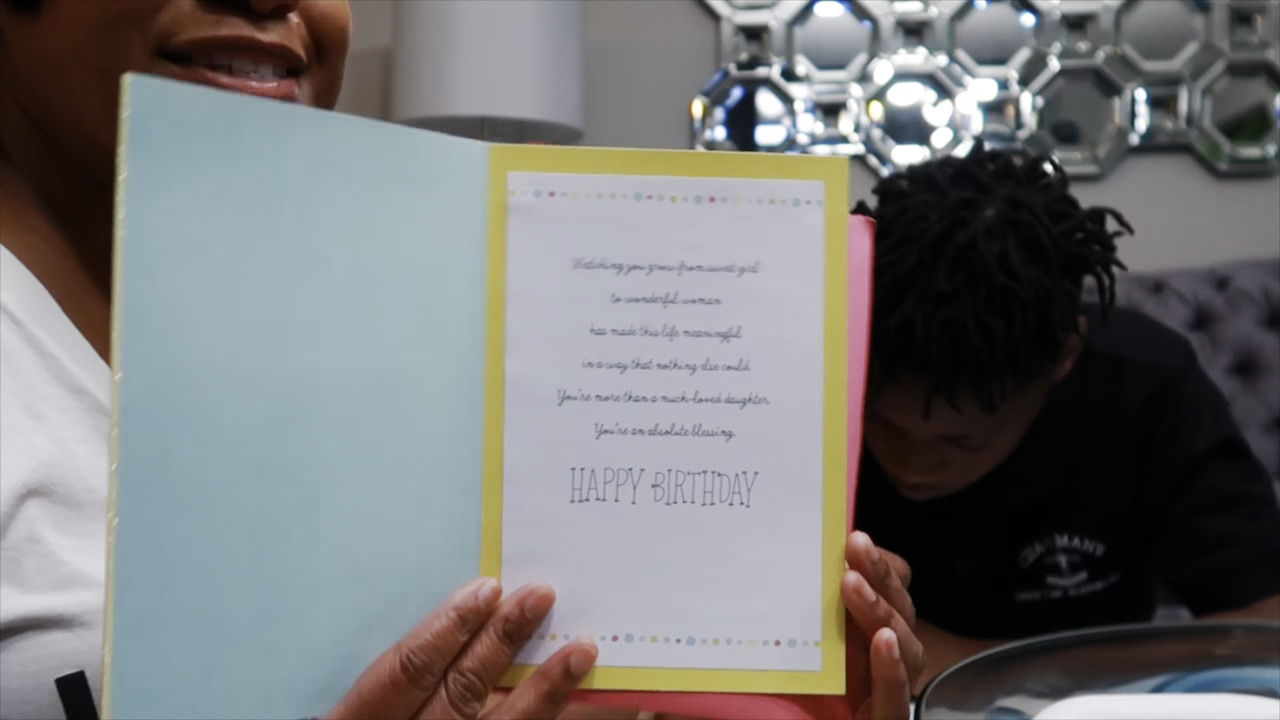 Watching you grow from sweet girl
to wonderful woman
has made this life meaningful
in a way that nothing else could.
You're more than a much-loved daughter.
You're an absolute blessing.
HAPPY BIRTHDAY
CHAPMAN'S